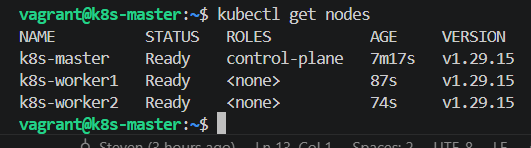 vagrant@k8s-master:~$ kubectl get nodes
NAME STATUS ROLES AGE VERSION
k8s-master Ready control-plane 7m17s v1.29.15
k8s-worker1 Ready <none> 87s v1.29.15
k8s-worker2 Ready <none> 74s v1.29.15
vagrant@k8s-master:~$
Steven (3 hours ago) Ln 13, Col 1 Spaces: 2 UTF-8 LF